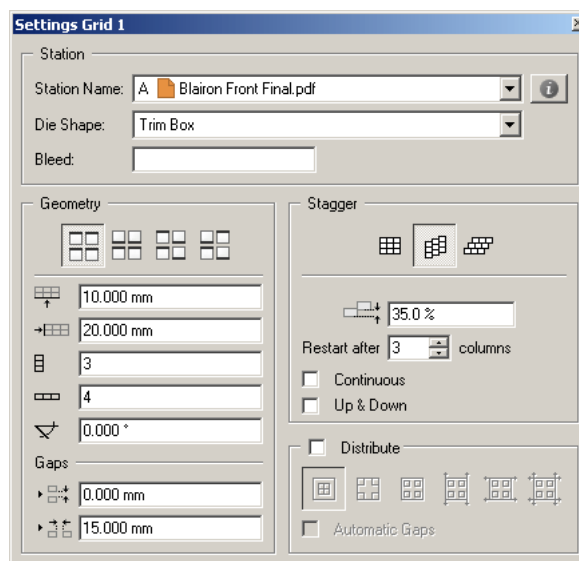 Settings Grid 1
Station
Station Name: A Blairon Front Final.pdf
Die Shape: Trim Box
Bleed:
Geometry
10.000 mm
20.000 mm
3
4
0.000 °
Gaps
0.000 mm
15.000 mm
Stagger
35.0 %
Restart after 3 columns
Continuous
Up & Down
Distribute
Automatic Gaps